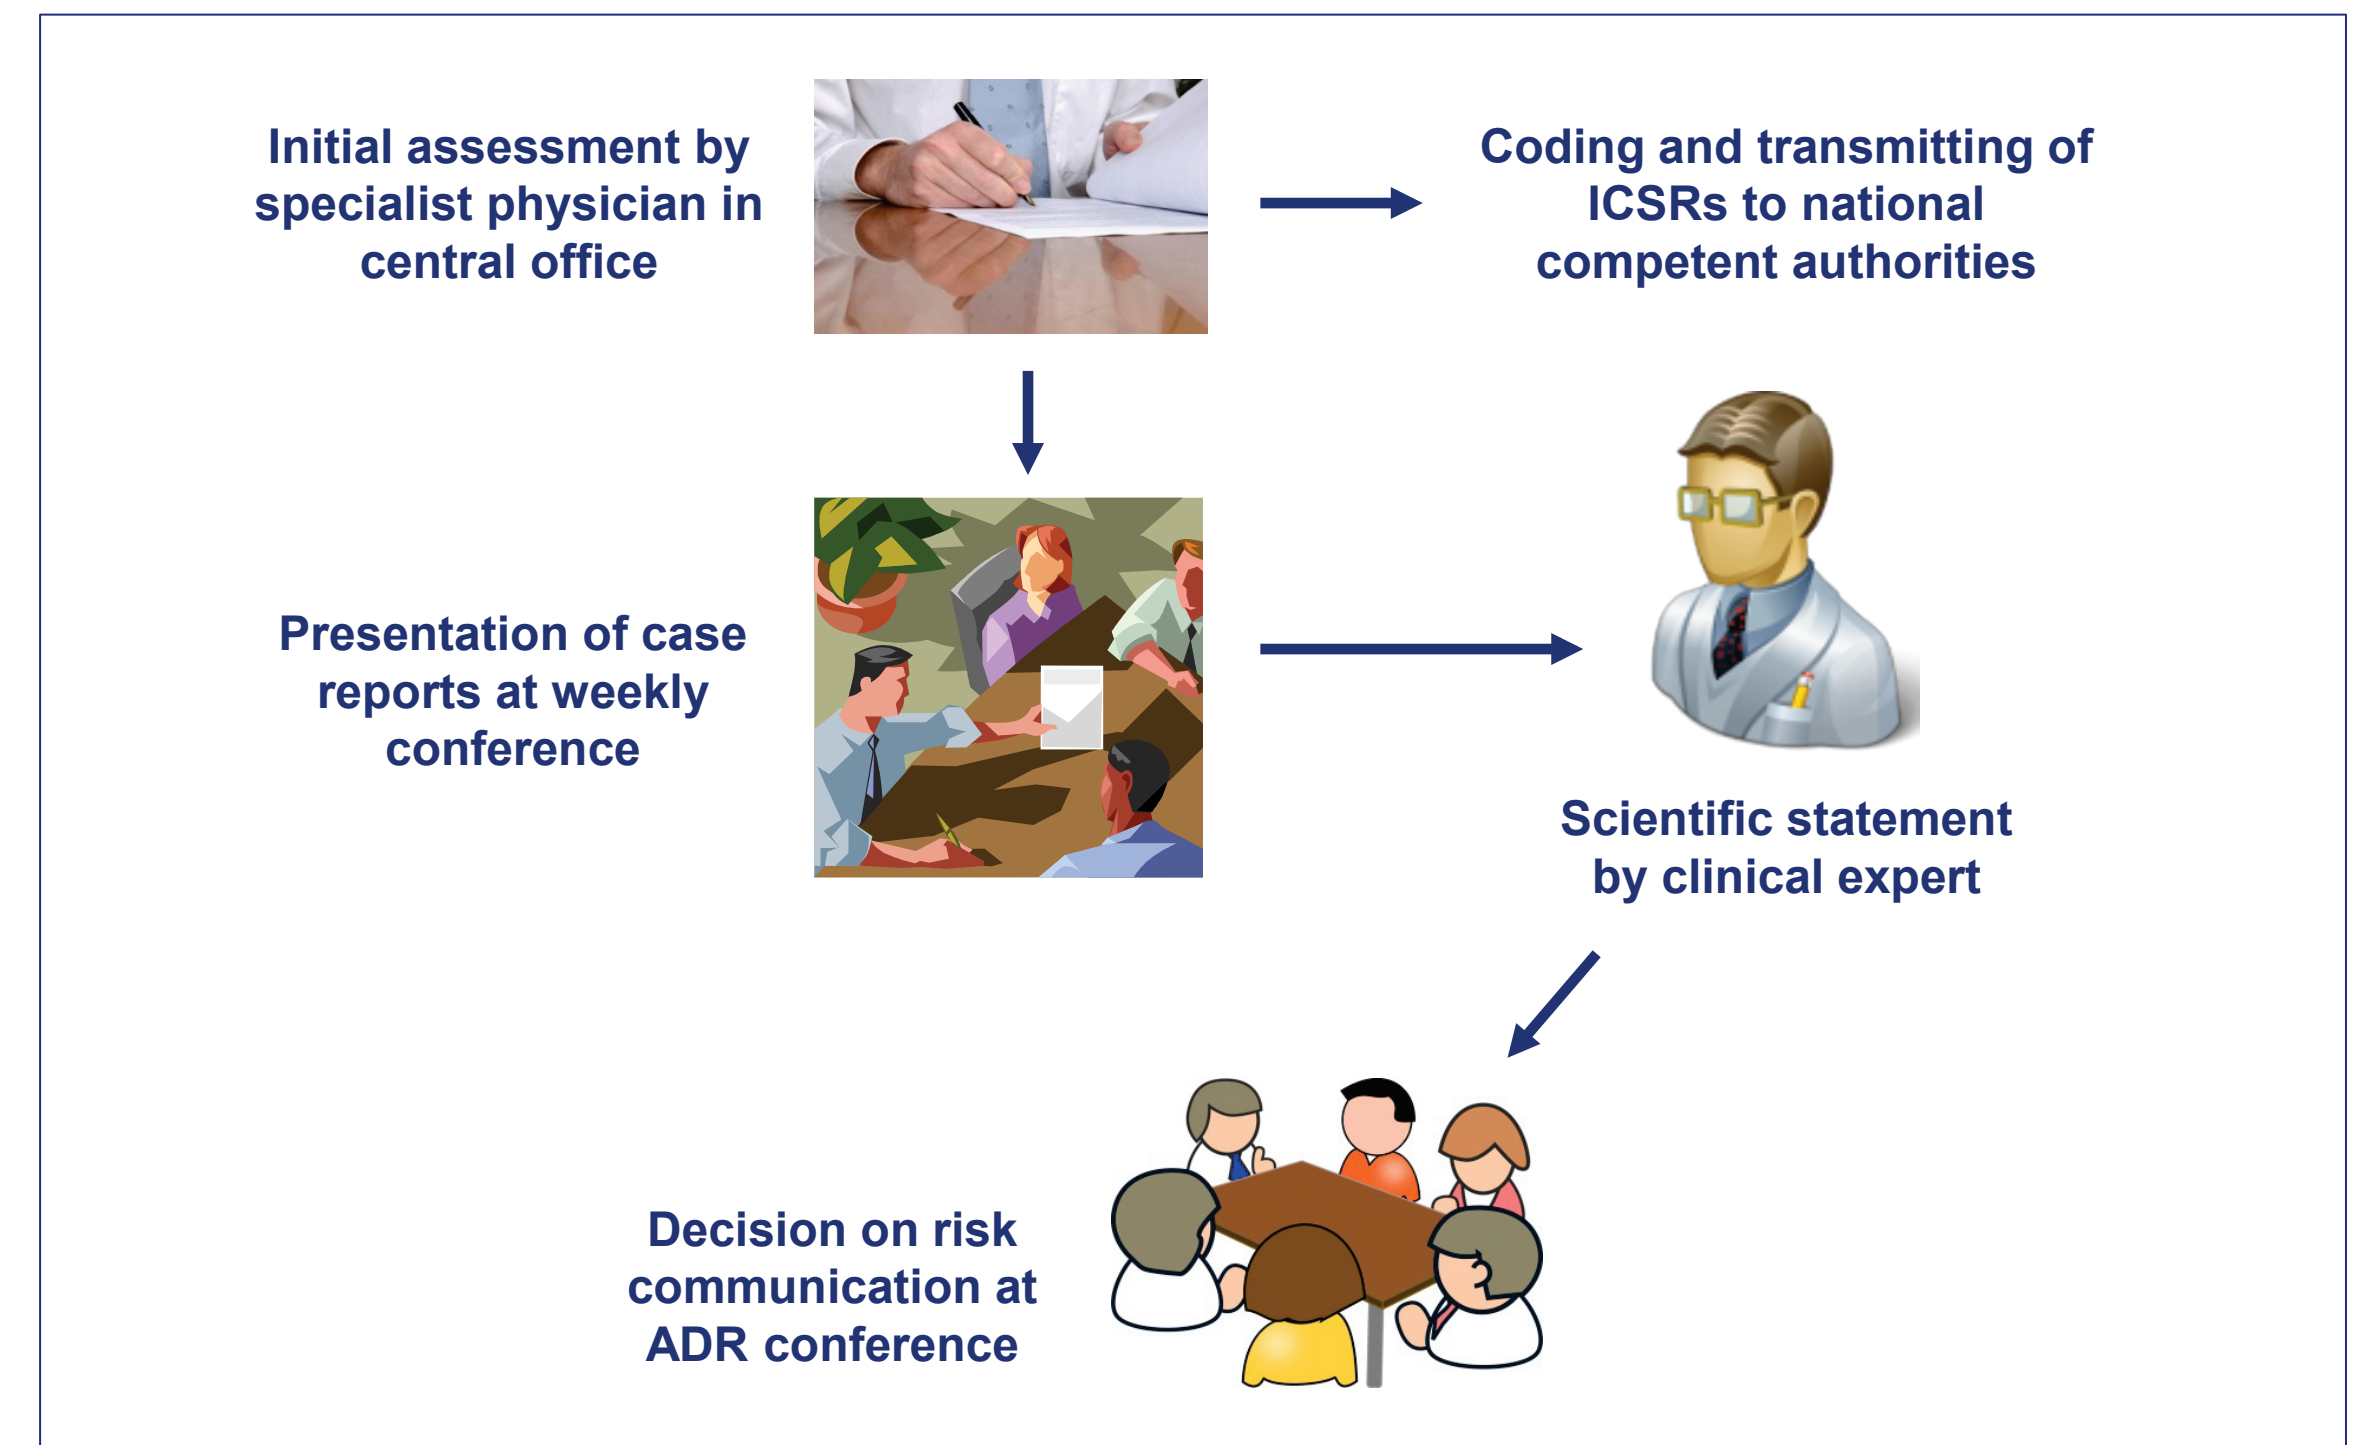 Initial assessment by
specialist physician in
central office
Coding and transmitting of
ICSRs to national
competent authorities
Presentation of case
reports at weekly
conference
Scientific statement
by clinical expert
Decision on risk
communication at
ADR conference